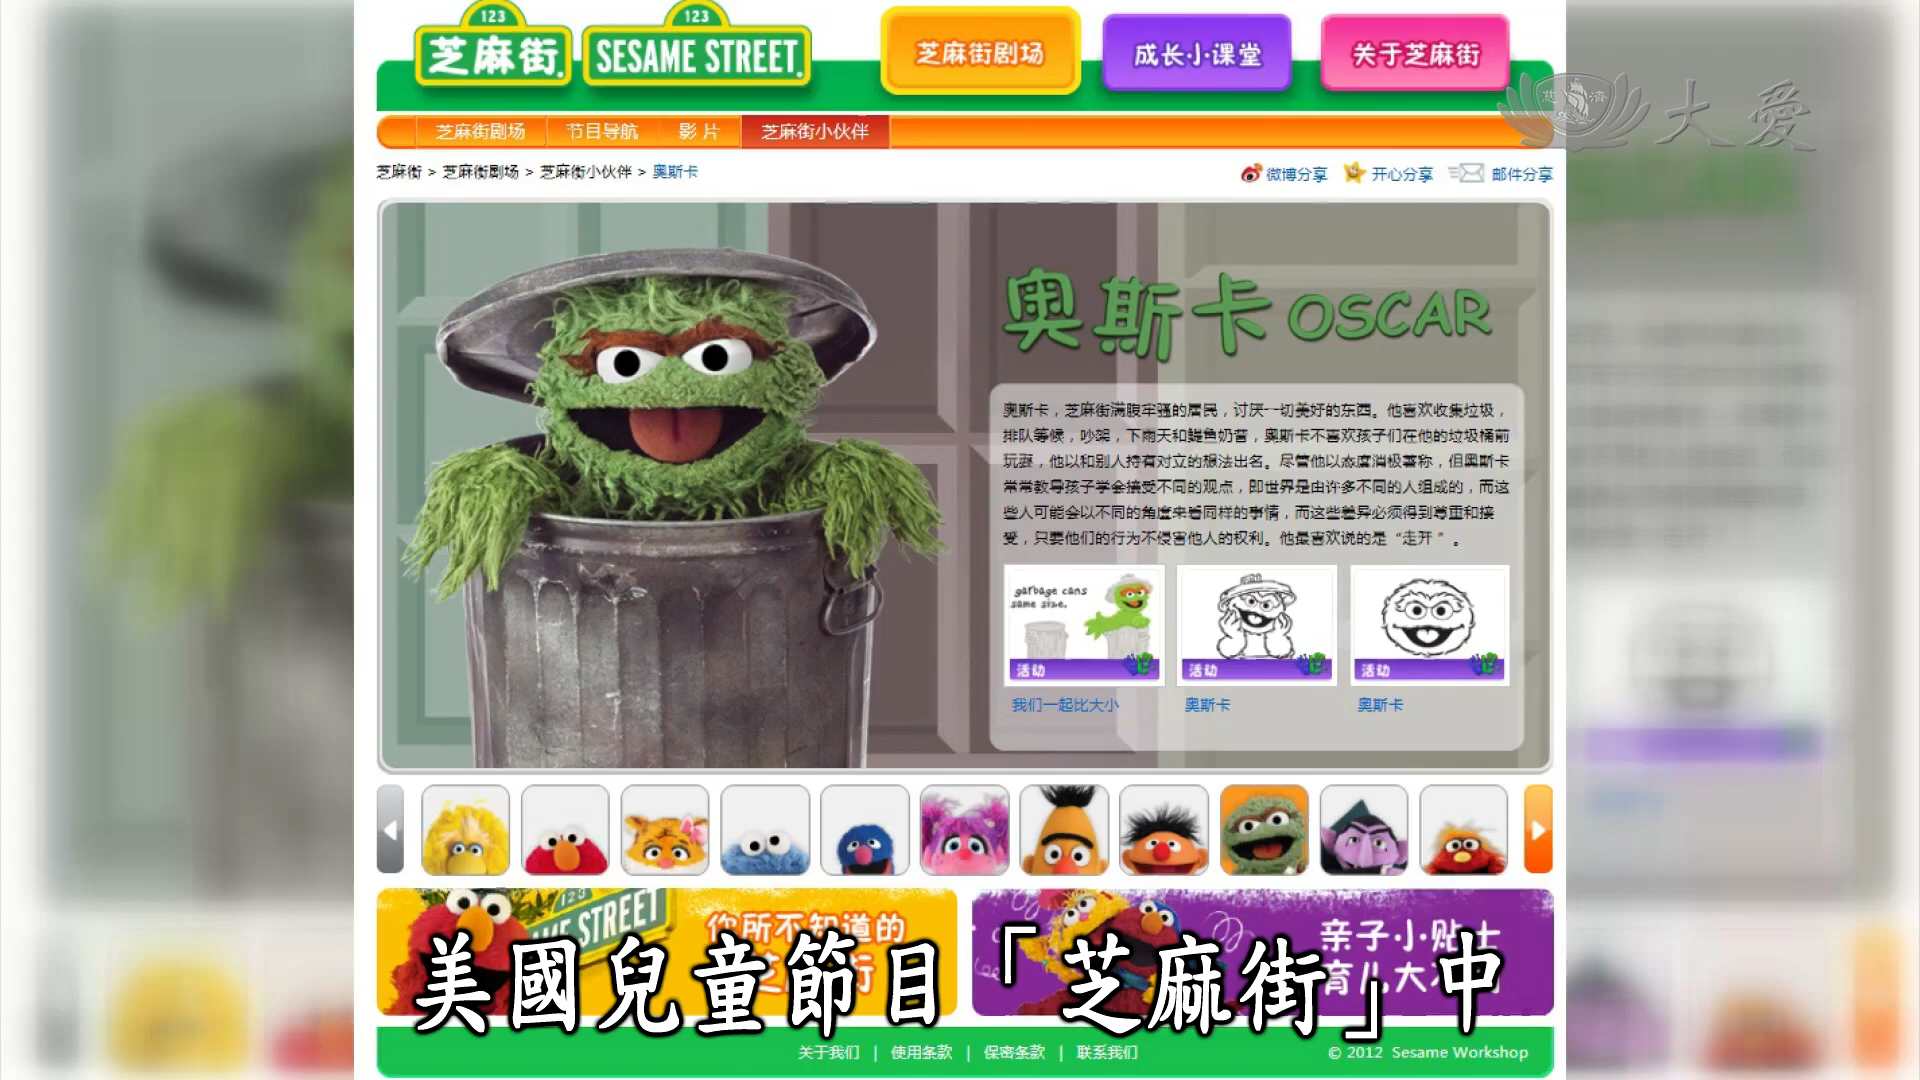 123
芝麻街
123
SESAME STREET
芝麻街剧场
成长小课堂
关于芝麻街
慈濟
大愛
芝麻街剧场
节目导航
影 片
芝麻街小伙伴
芝麻街 > 芝麻街剧场 > 芝麻街小伙伴 > 奥斯卡
微博分享
开心分享
邮件分享
奥斯卡 OSCAR
奥斯卡，芝麻街满腹牢骚的居民，讨厌一切美好的东西。他喜欢收集垃圾，
排队等候，吵架，下雨天和鳀鱼奶昔，奥斯卡不喜欢孩子们在他的垃圾桶前
玩耍，他以和别人持有对立的想法出名。尽管他以态度消极著称，但奥斯卡
常常教导孩子学会接受不同的观点，即世界是由许多不同的人组成的，而这
些人可能会以不同的角度来看同样的事情，而这些差异必须得到尊重和接
受，只要他们的行为不侵害他人的权利。他最喜欢说的是“走开 ”。
garbage cans
same size.
活动
活动
活动
我们一起比大小
奥斯卡
奥斯卡
123
STREET
你所不知道的
亲子小贴士
美國兒童節目「芝麻街」中
关于我们 | 使用条款 | 保密条款 | 联系我们
© 2012 Sesame Workshop